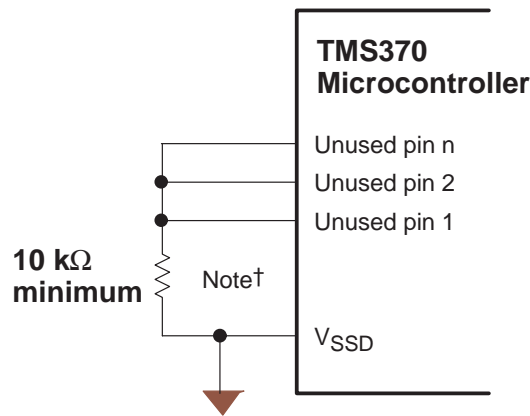 TMS370
Microcontroller
Unused pin n
Unused pin 2
Unused pin 1
10 kΩ
minimum
Note†
VSSD